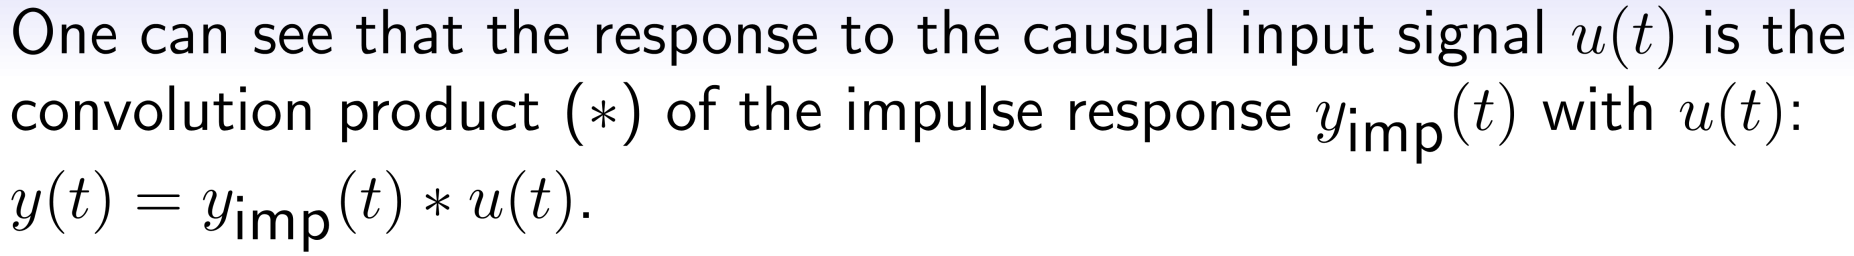 One can see that the response to the causual input signal u(t) is the
convolution product (∗) of the impulse response y_imp(t) with u(t):
y(t) = y_imp(t) ∗ u(t).